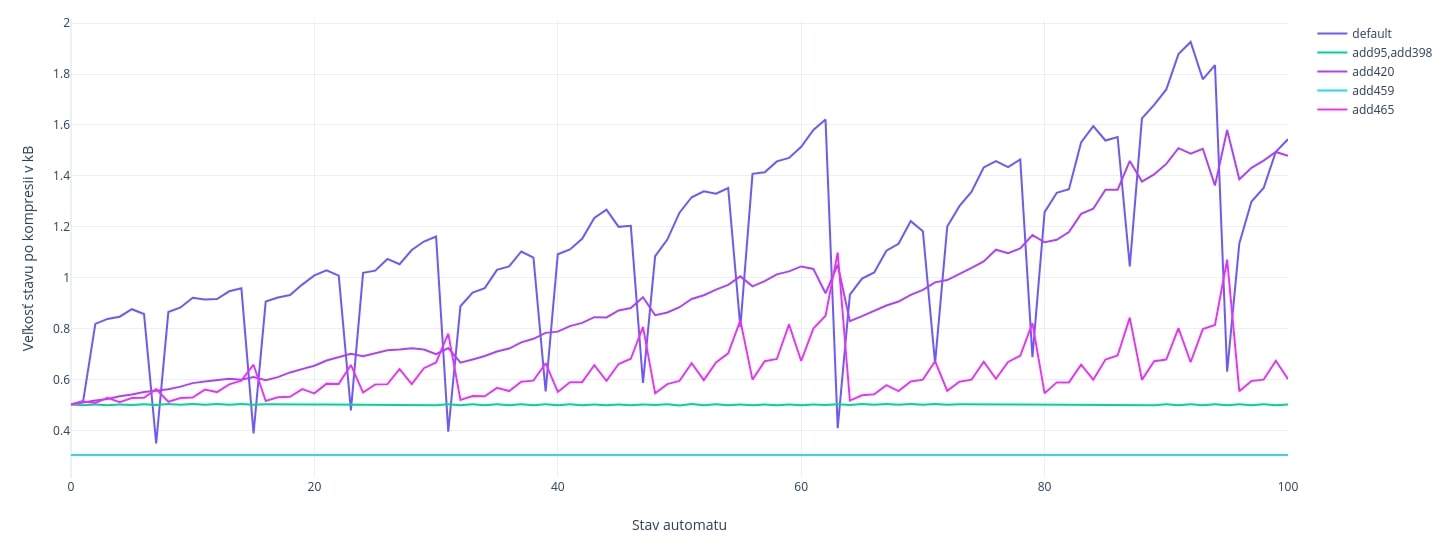 2
1.8
1.6
1.4
1.2
1
0.8
0.6
0.4
Veľkosť stavu po kompresii v kB
0 20 40 60 80 100
Stav automatu
default
add95,add398
add420
add459
add465